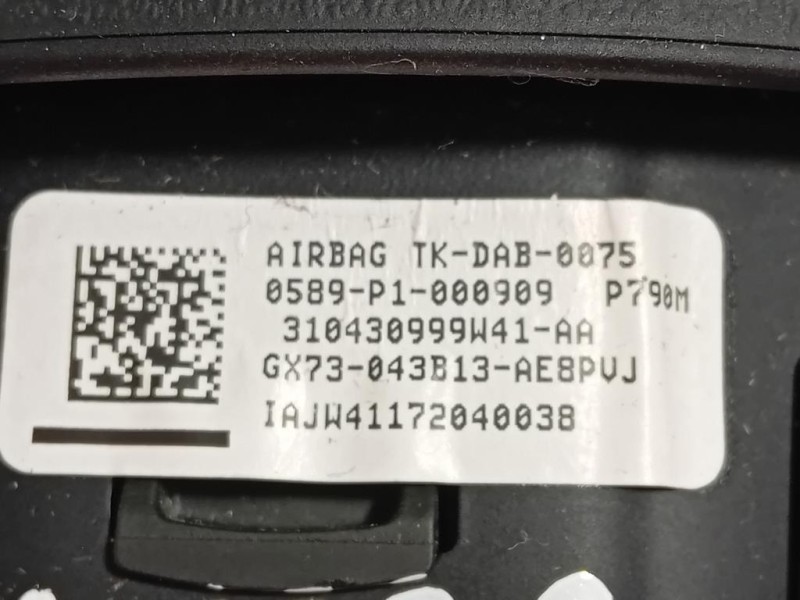 AIRBAG TK-DAB-0075
0589-P1-000909 P790M
310430999W41-AA
GX73-043B13-AE8PVJ
IAJW41172040038